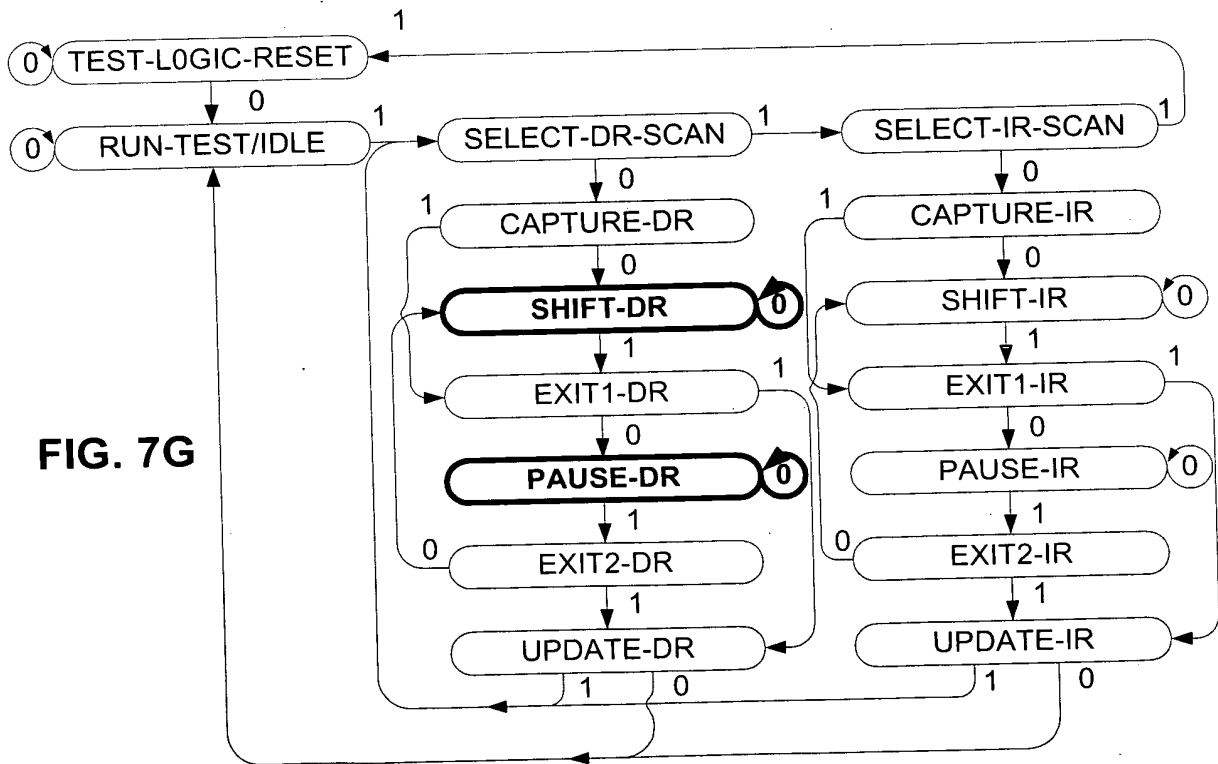 1
0 TEST-L0GIC-RESET
0
0 RUN-TEST/IDLE 1 SELECT-DR-SCAN 1 SELECT-IR-SCAN 1
0 0
1 CAPTURE-DR 1 CAPTURE-IR
0 0
SHIFT-DR 0 SHIFT-IR 0
1 1
EXIT1-DR 1 EXIT1-IR 1
0 0
FIG. 7G
PAUSE-DR 0 PAUSE-IR 0
1 1
0 EXIT2-DR 0 EXIT2-IR
1 1
UPDATE-DR UPDATE-IR
1 0 1 0